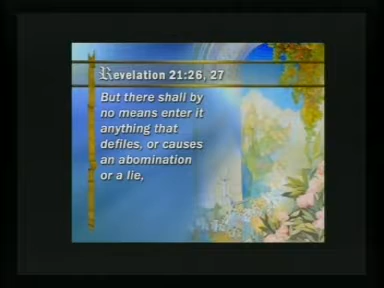 Revelation 21:26, 27
But there shall by
no means enter it
anything that
defiles, or causes
an abomination
or a lie,